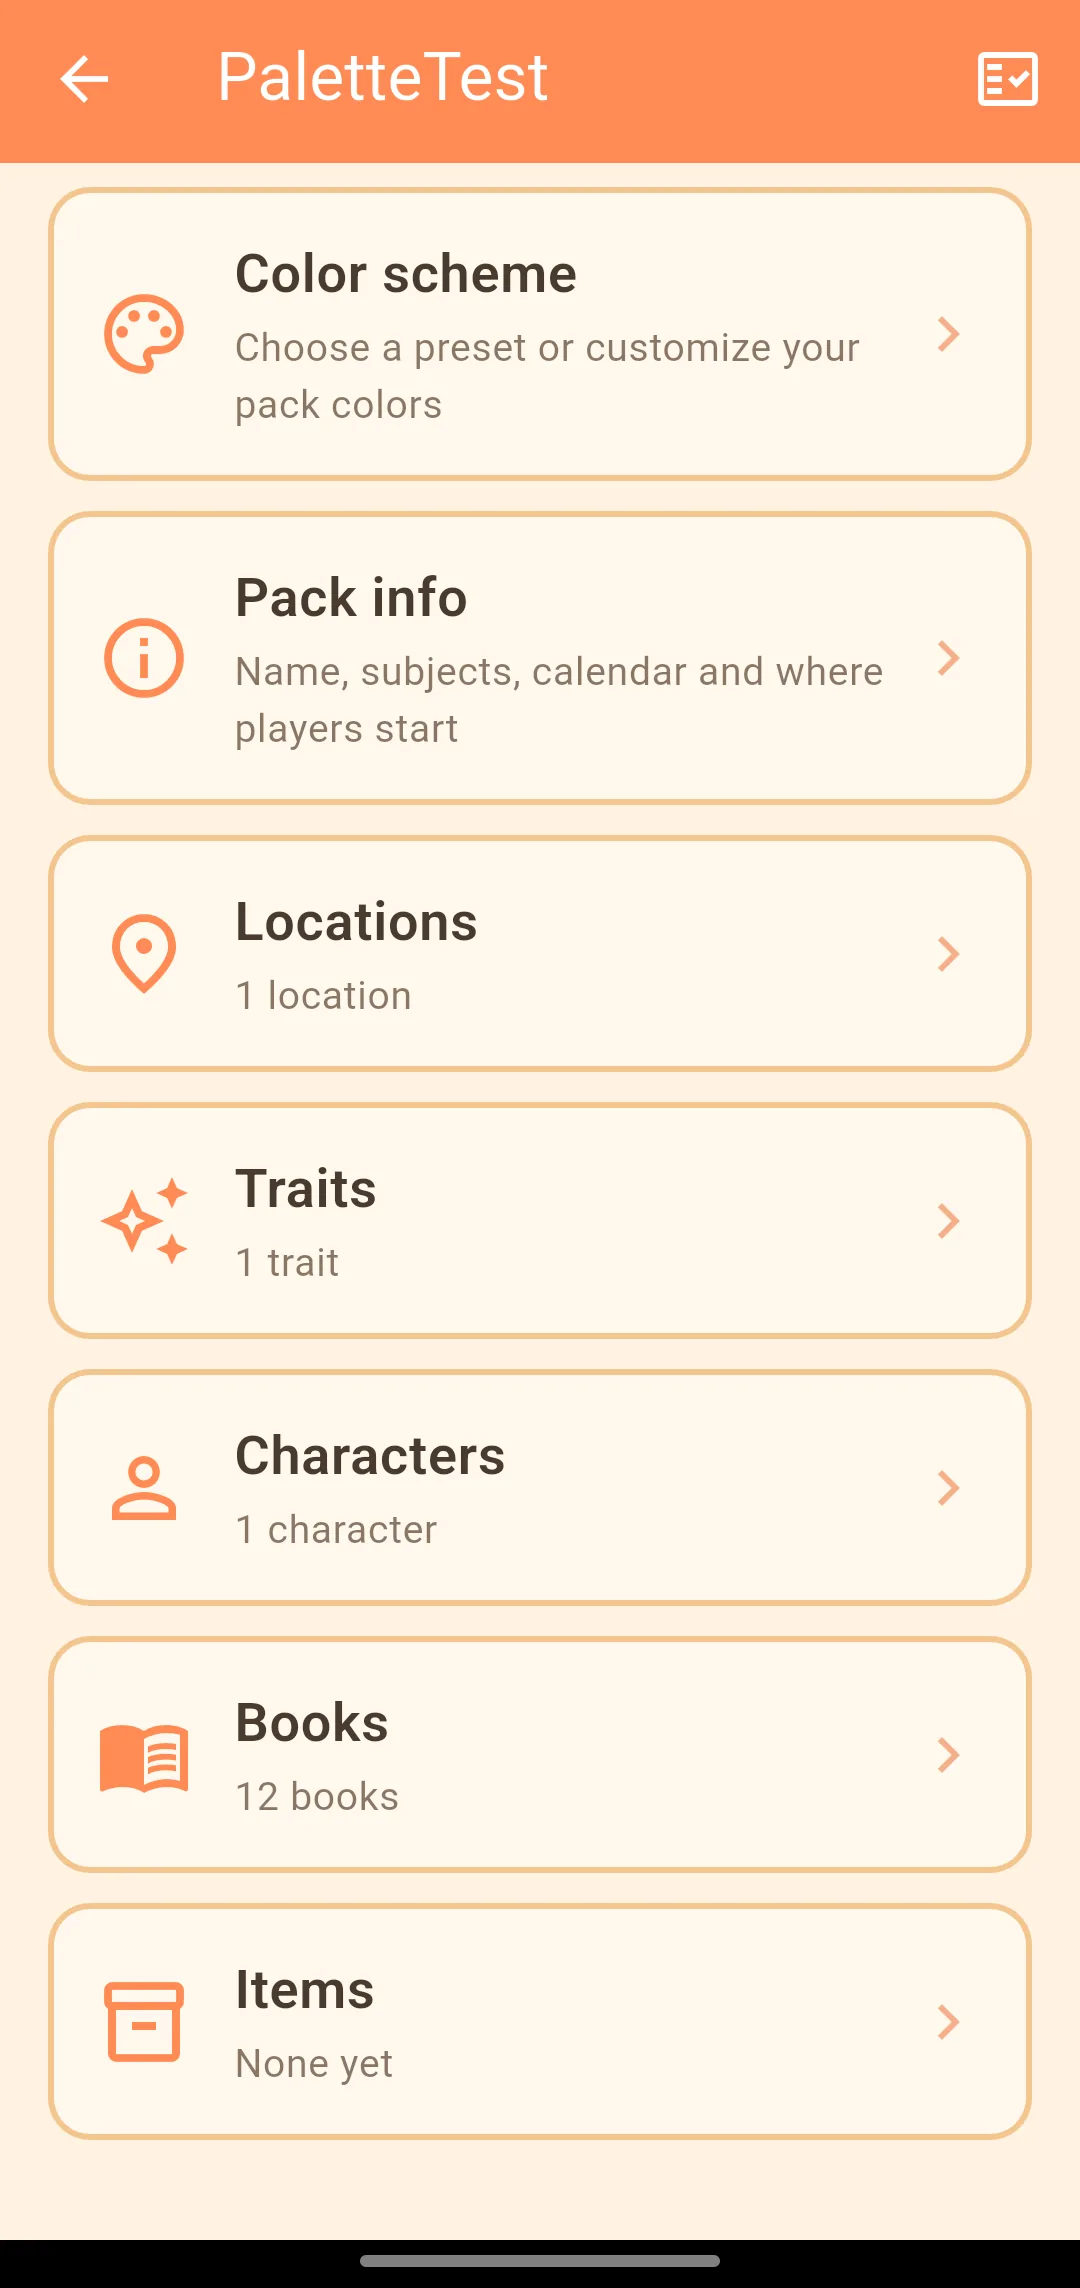 PaletteTest
Color scheme
Choose a preset or customize your
pack colors
Pack info
Name, subjects, calendar and where
players start
Locations
1 location
Traits
1 trait
Characters
1 character
Books
12 books
Items
None yet